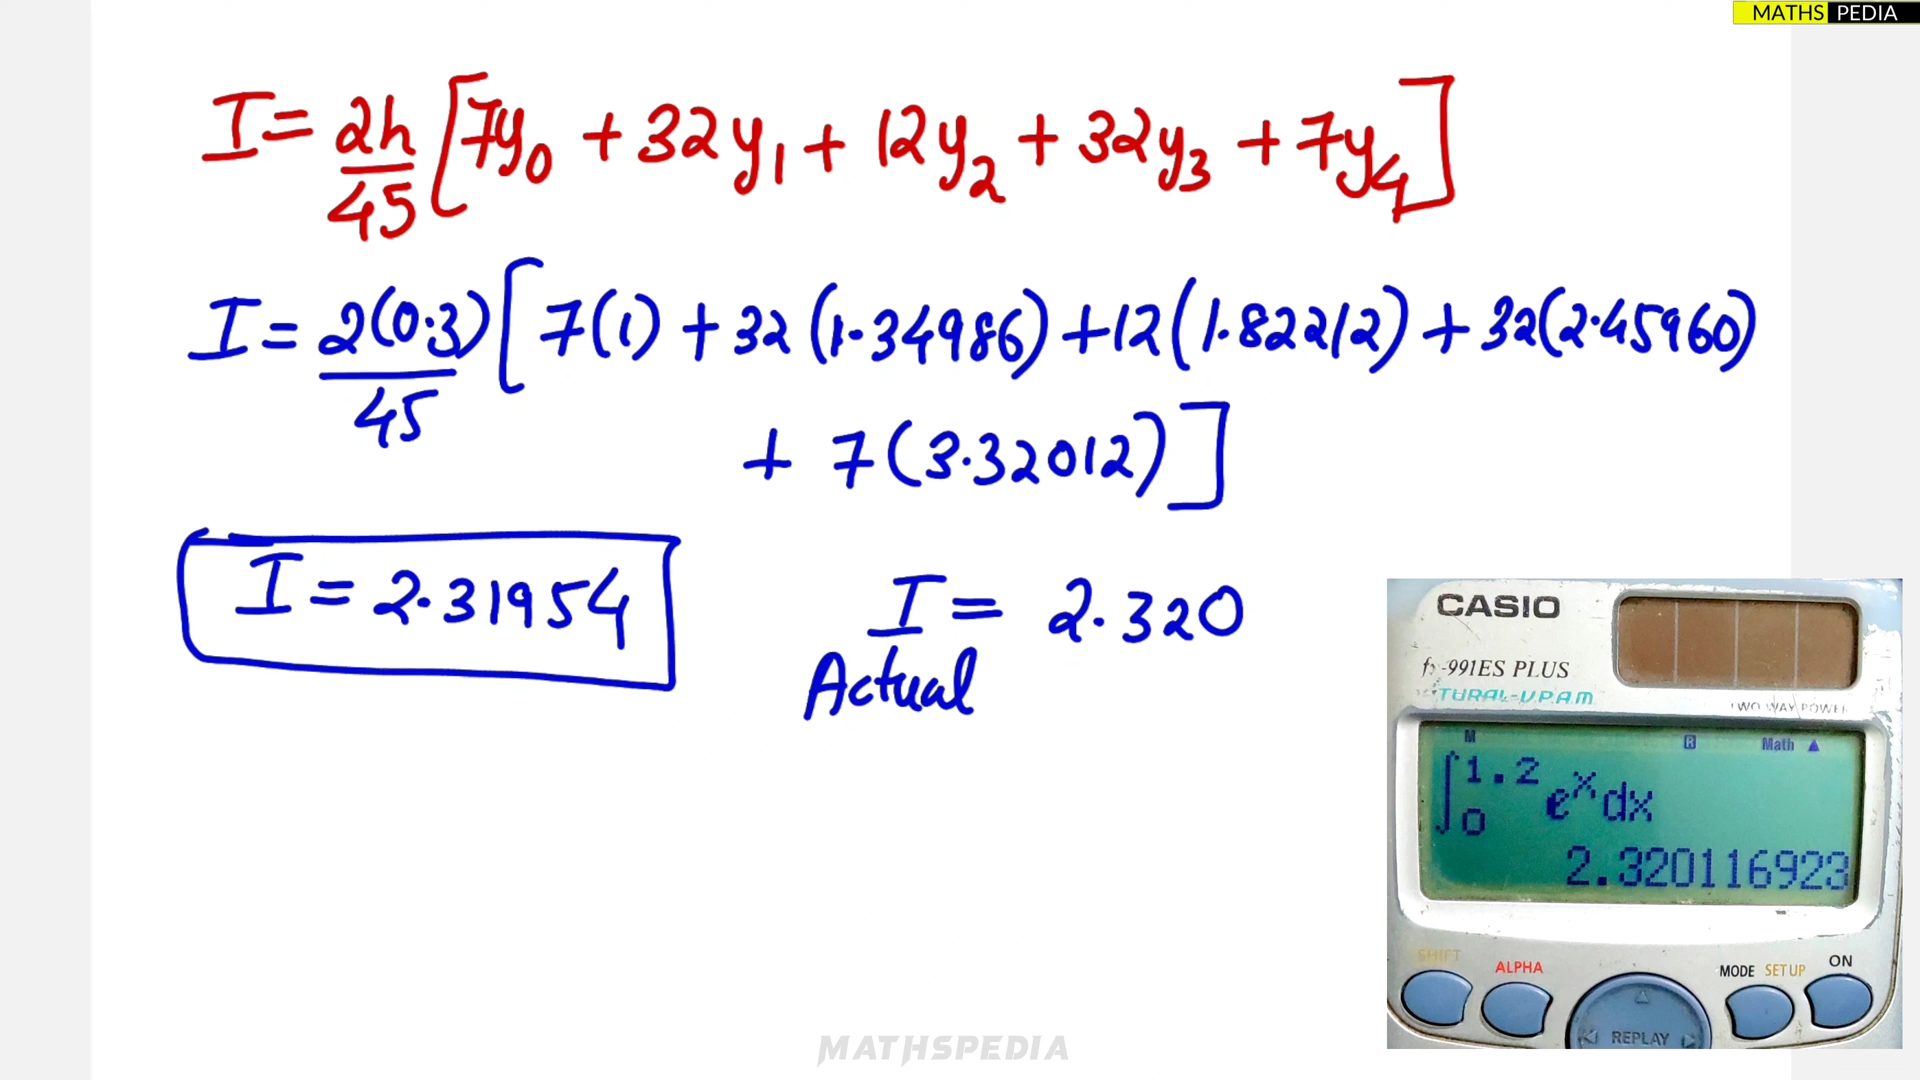 MATHS PEDIA
I = 2h/45 [7y₀ + 32y₁ + 12y₂ + 32y₃ + 7y₄]
I = 2(0.3)/45 [7(1) + 32(1.34986) + 12(1.82212) + 32(2.45960)
+ 7(3.32012)]
I = 2.31954
I = 2.320
Actual
CASIO
fx-991ES PLUS
TURAL-V.P.A.M.
TWO WAY POWER
M R Math ▲
∫₀^1.2 eˣdx
2.320116923
SHIFT ALPHA MODE SETUP ON
REPLAY
MATHSPEDIA